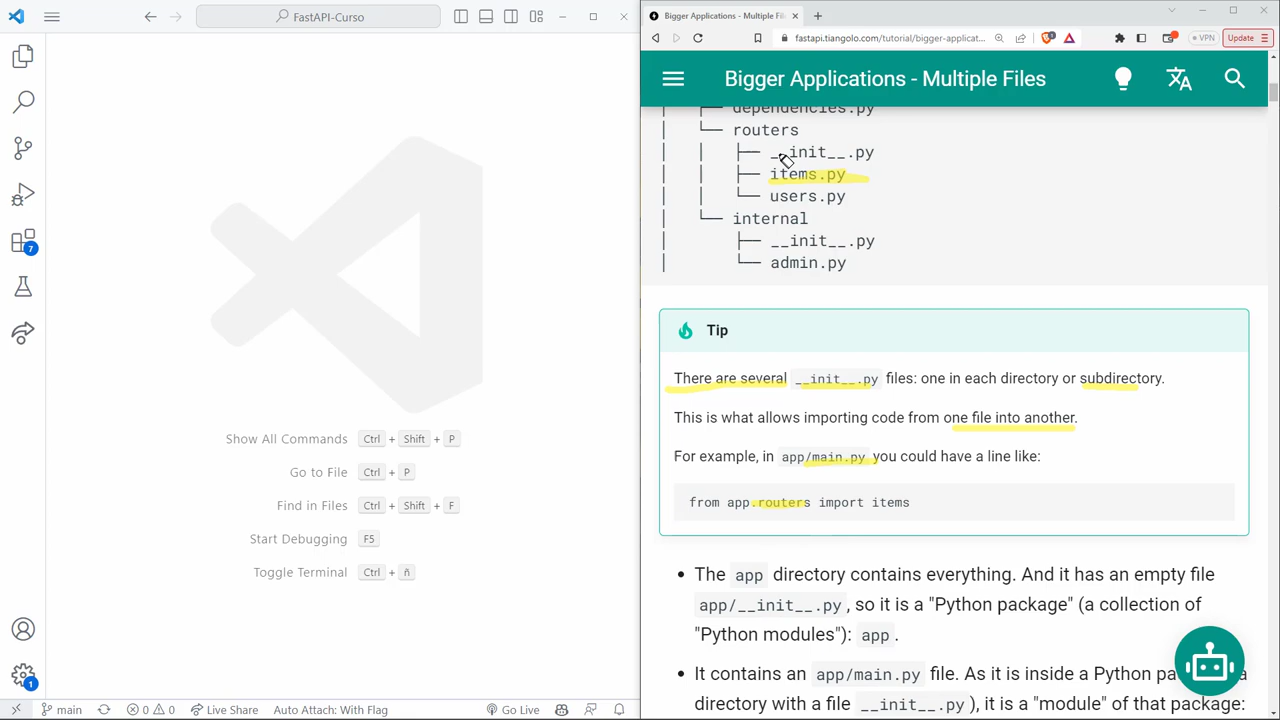 FastAPI-Curso
7
Show All Commands Ctrl + Shift + P
Go to File Ctrl + P
Find in Files Ctrl + Shift + F
Start Debugging F5
Toggle Terminal Ctrl + ñ
1
main 0 0 Live Share Auto Attach: With Flag Go Live
Bigger Applications - Multiple Files
fastapi.tiangolo.com/tutorial/bigger-applicat... VPN Update
Bigger Applications - Multiple Files
dependencies.py
routers
__init__.py
items.py
users.py
internal
__init__.py
admin.py
Tip
There are several __init__.py files: one in each directory or subdirectory.
This is what allows importing code from one file into another.
For example, in app/main.py you could have a line like:
from app.routers import items
• The app directory contains everything. And it has an empty file
app/__init__.py, so it is a "Python package" (a collection of
"Python modules"): app.
• It contains an app/main.py file. As it is inside a Python pa a
directory with a file __init__.py), it is a "module" of that package: